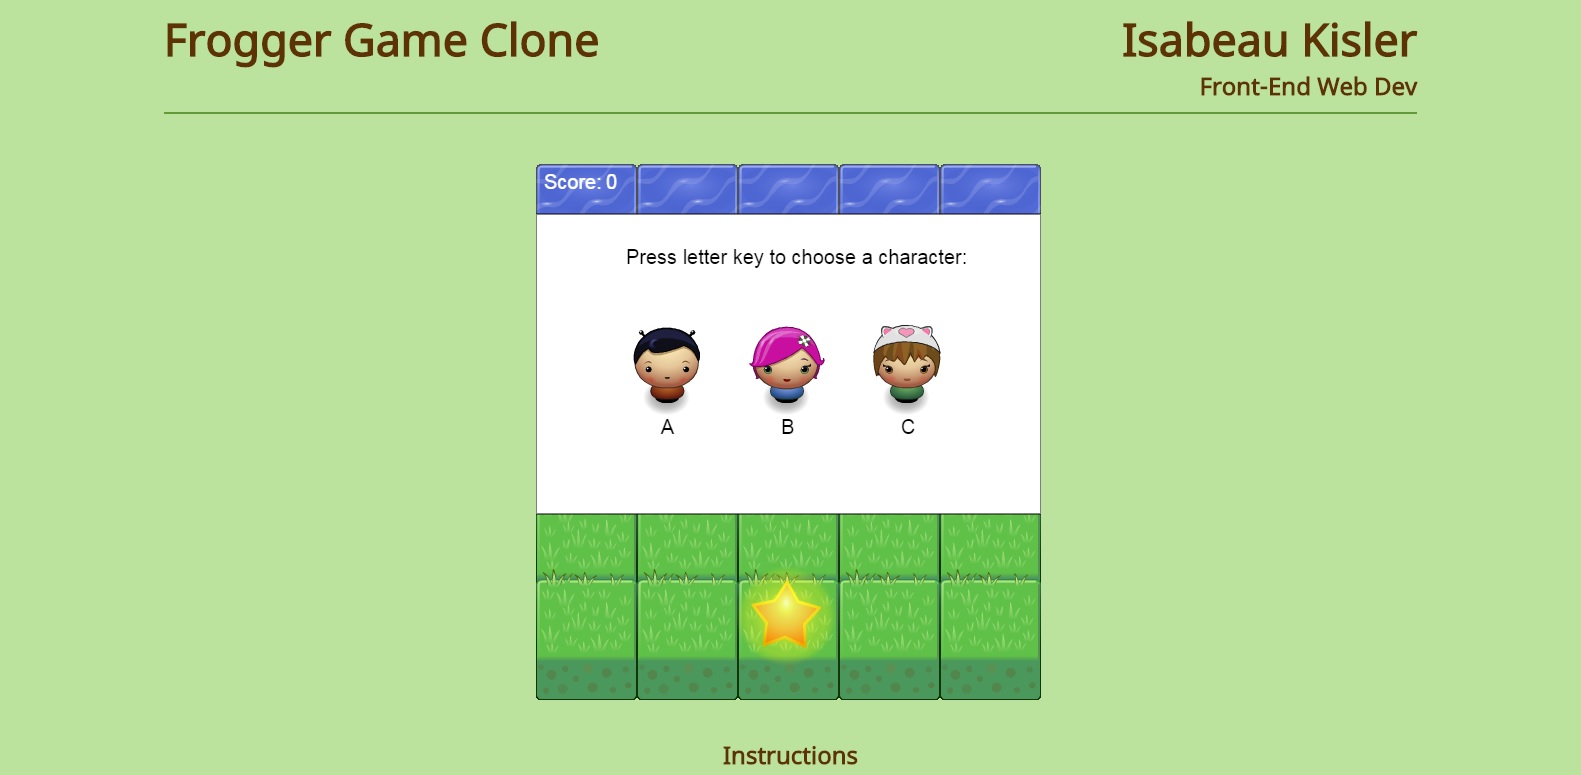 Frogger Game Clone
Isabeau Kisler
Front-End Web Dev
Score: 0
Press letter key to choose a character:
A B C
Instructions